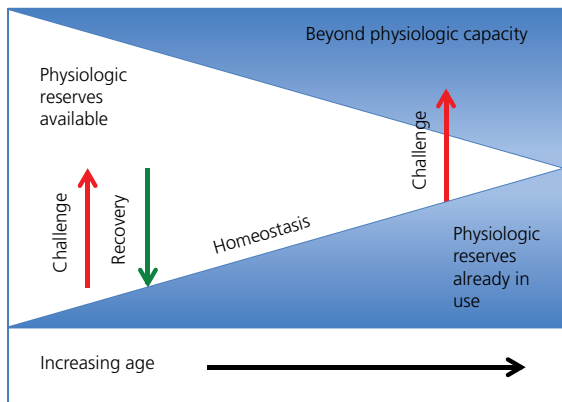 Beyond physiologic capacity
Physiologic
reserves
available
Challenge
Challenge
Recovery
Homeostasis
Physiologic
reserves
already in
use
Increasing age